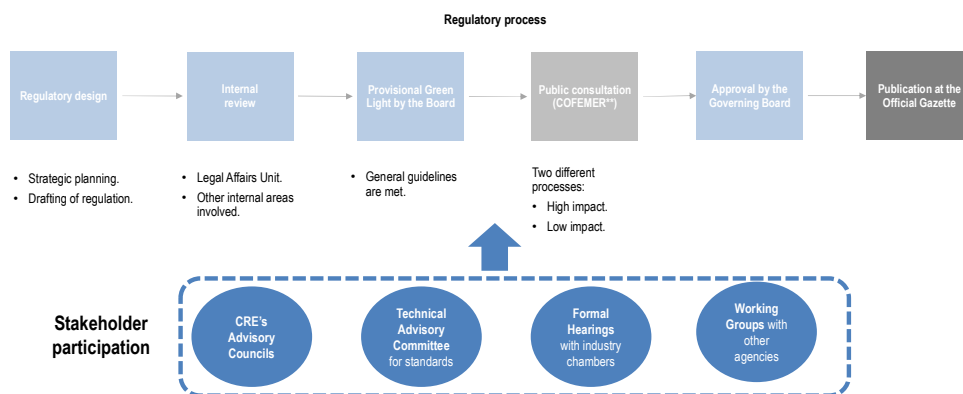 Regulatory process
Regulatory design
Internal
review
Provisional Green
Light by the Board
Public consultation
(COFEMER**)
Approval by the
Governing Board
Publication at the
Official Gazette
• Strategic planning.
• Drafting of regulation.
• Legal Affairs Unit.
• Other internal areas
involved.
• General guidelines
are met.
Two different
processes:
• High impact.
• Low impact.
Stakeholder
participation
CRE's
Advisory
Councils
Technical
Advisory
Committee
for standards
Formal
Hearings
with industry
chambers
Working
Groups with
other
agencies